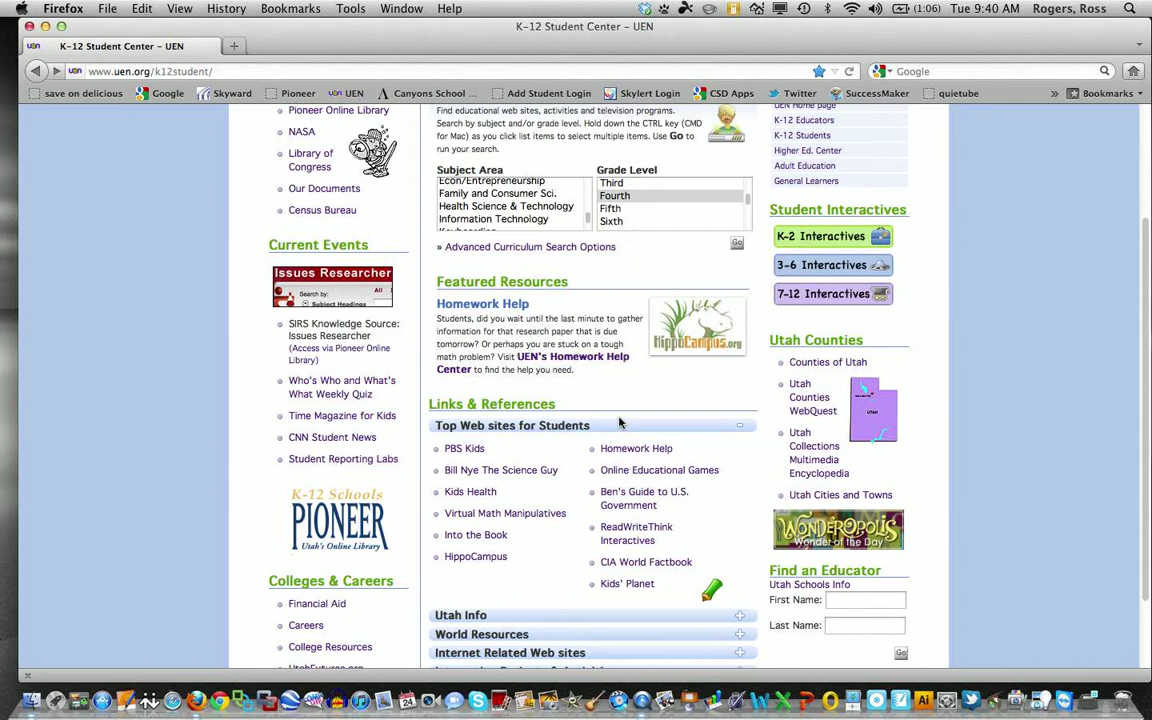 Firefox File Edit View History Bookmarks Tools Window Help (1:06) Tue 9:40 AM Rogers, Ross
K-12 Student Center – UEN
uen K-12 Student Center – UEN
uen www.uen.org/k12student/ Google
save on delicious Google Skyward Pioneer UEN Canyons School ... Add Student Login Skylert Login CSD Apps Twitter SuccessMaker quietube » Bookmarks
Pioneer Online Library
NASA
Library of
Congress
Our Documents
Census Bureau
Current Events
Issues Researcher
Search by: All
Subject Headings
SIRS Knowledge Source:
Issues Researcher
(Access via Pioneer Online
Library)
Who's Who and What's
What Weekly Quiz
Time Magazine for Kids
CNN Student News
Student Reporting Labs
K-12 Schools
PIONEER
Utah's Online Library
Colleges & Careers
Financial Aid
Careers
College Resources
UtahFutures.org
Find educational web sites, activities and television programs.
Search by subject and/or grade level. Hold down the CTRL key (CMD
for Mac) as you click list items to select multiple items. Use Go to
run your search.
Subject Area Grade Level
Econ/Entrepreneurship
Family and Consumer Sci.
Health Science & Technology
Information Technology
Keyboarding
Third
Fourth
Fifth
Sixth
» Advanced Curriculum Search Options Go
Featured Resources
Homework Help
Students, did you wait until the last minute to gather
information for that research paper that is due
tomorrow? Or perhaps you are stuck on a tough
math problem? Visit UEN's Homework Help
Center to find the help you need.
HippoCampus.org
Links & References
Top Web sites for Students
PBS Kids
Bill Nye The Science Guy
Kids Health
Virtual Math Manipulatives
Into the Book
HippoCampus
Homework Help
Online Educational Games
Ben's Guide to U.S.
Government
ReadWriteThink
Interactives
CIA World Factbook
Kids' Planet
Utah Info
World Resources
Internet Related Web sites
UEN Home page
K-12 Educators
K-12 Students
Higher Ed. Center
Adult Education
General Learners
Student Interactives
K-2 Interactives
3-6 Interactives
7-12 Interactives
Utah Counties
Counties of Utah
Utah
Counties
WebQuest
UTAH
Utah
Collections
Multimedia
Encyclopedia
Utah Cities and Towns
WONDEROPOLIS
Wonder of the Day
Find an Educator
Utah Schools Info
First Name:
Last Name:
Go